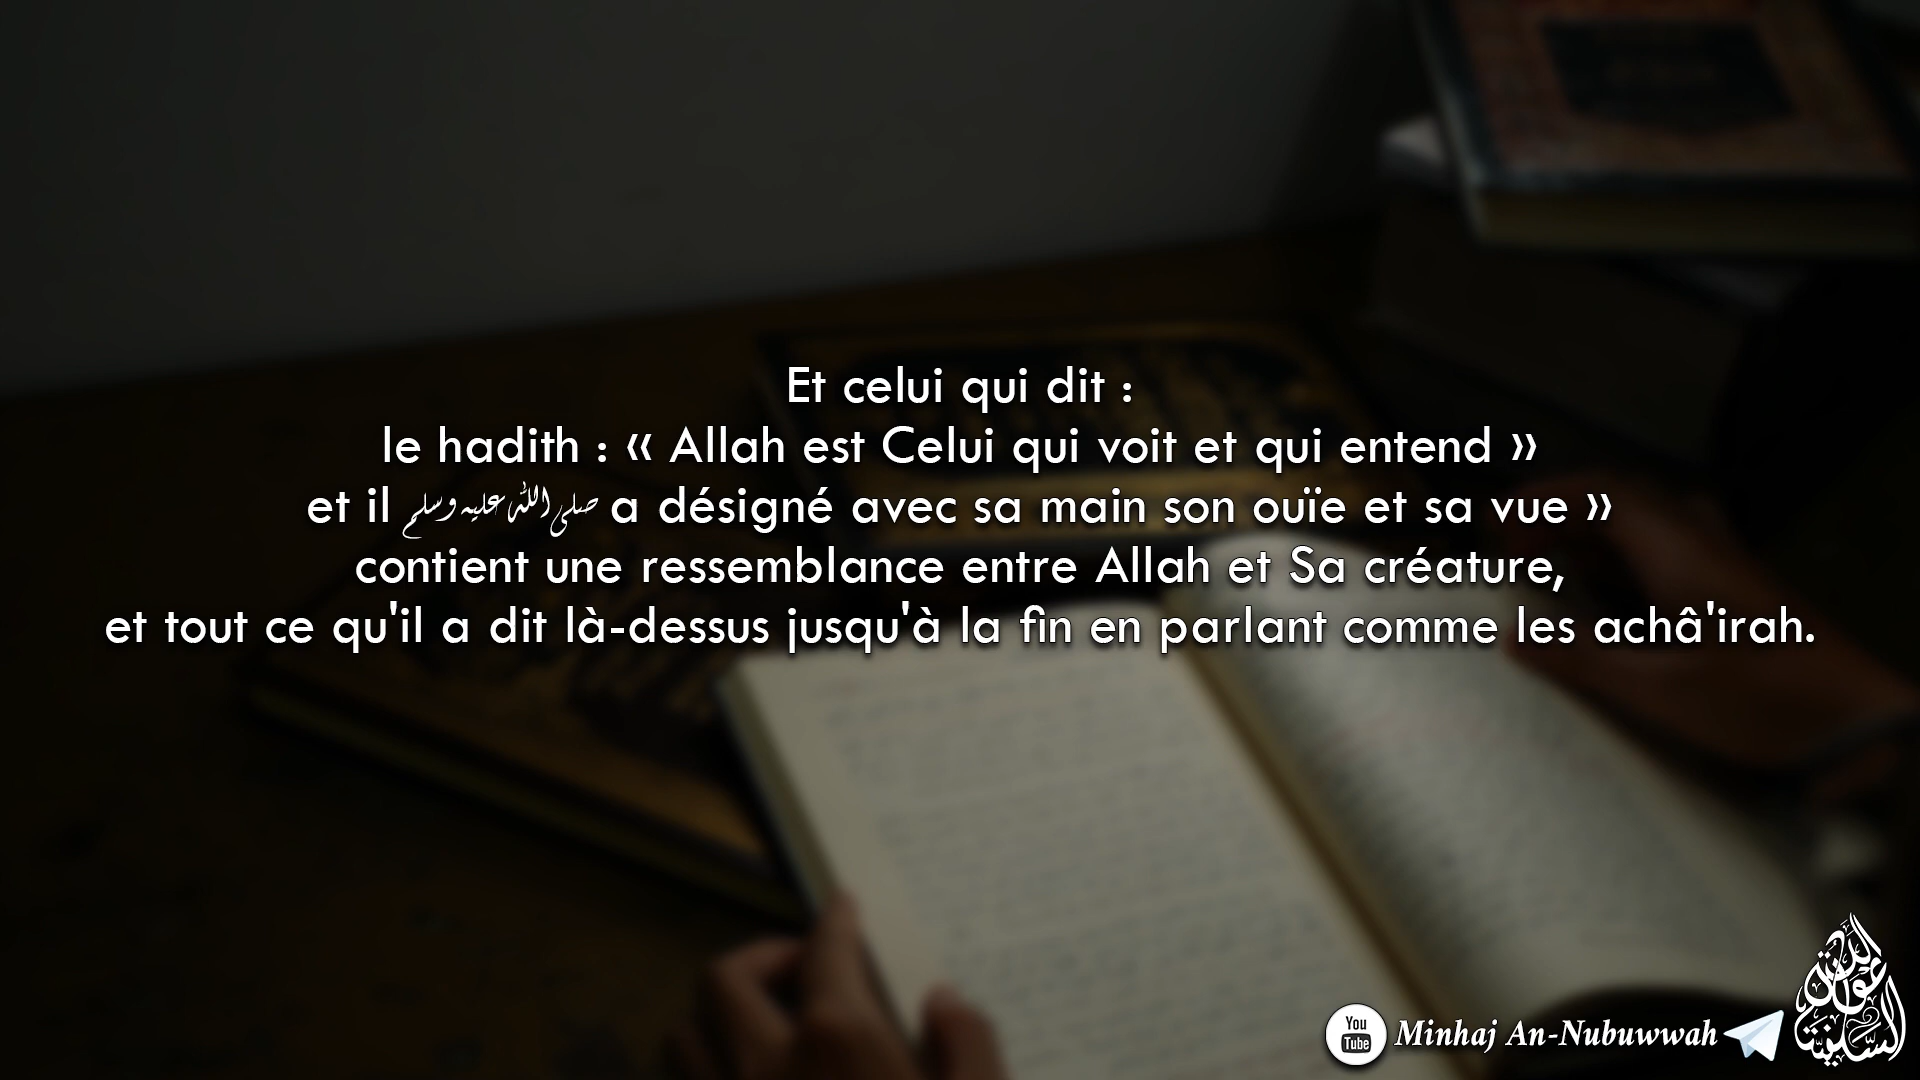 Et celui qui dit :
le hadith : « Allah est Celui qui voit et qui entend »
et il صلى الله عليه وسلم a désigné avec sa main son ouïe et sa vue »
contient une ressemblance entre Allah et Sa créature,
et tout ce qu'il a dit là-dessus jusqu'à la fin en parlant comme les achâ'irah.
You
Tube
Minhaj An-Nubuwwah